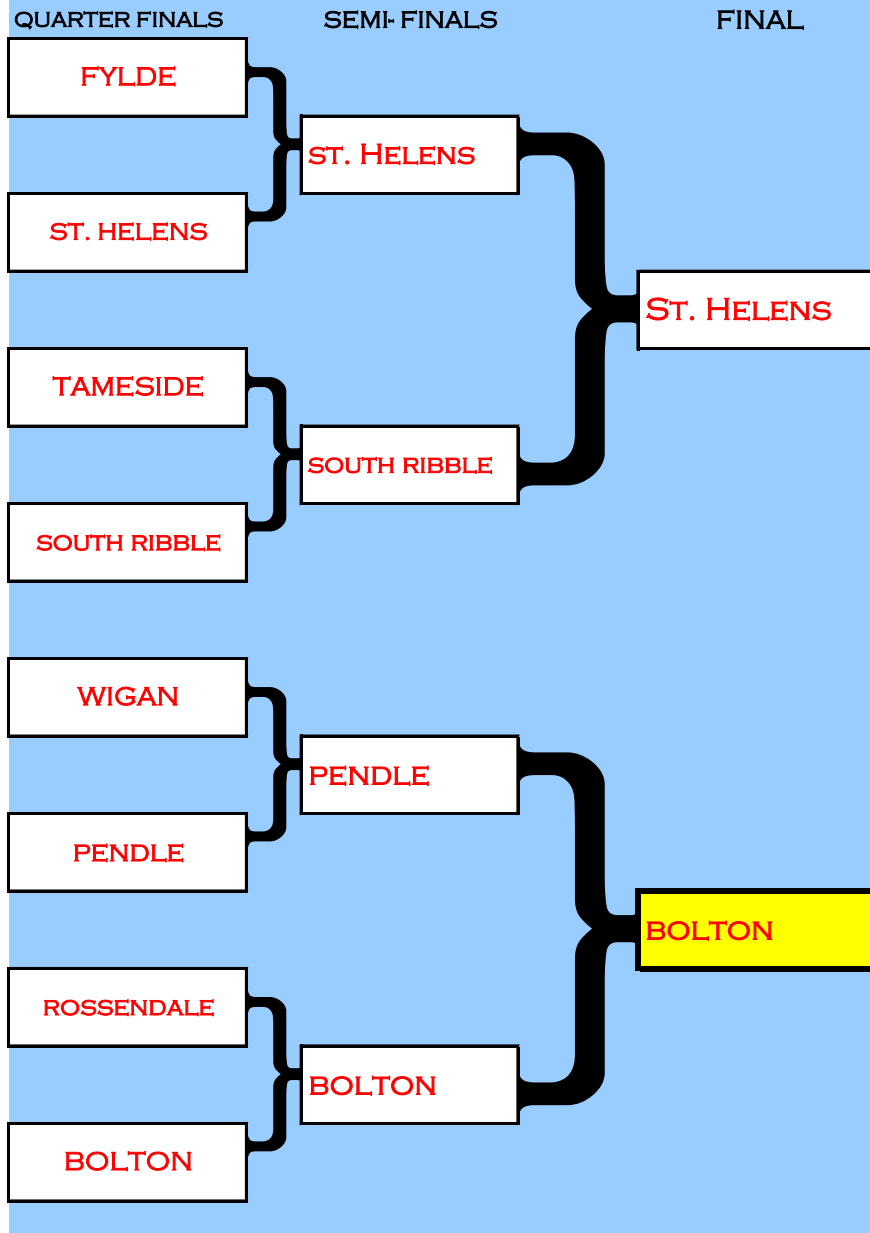 QUARTER FINALS
SEMI- FINALS
FINAL
FYLDE
ST. HELENS
ST. HELENS
ST. HELENS
TAMESIDE
SOUTH RIBBLE
SOUTH RIBBLE
WIGAN
PENDLE
PENDLE
BOLTON
ROSSENDALE
BOLTON
BOLTON